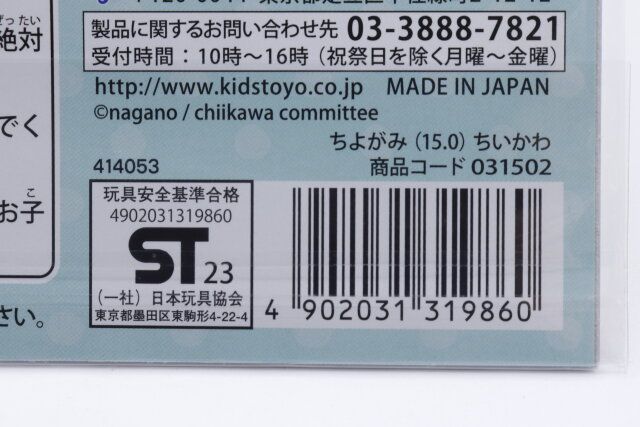 製品に関するお問い合わせ先 03-3888-7821
受付時間：10時～16時（祝祭日を除く月曜～金曜）
http://www.kidstoyo.co.jp MADE IN JAPAN
©nagano / chiikawa committee
ちよがみ（15.0）ちいかわ
414053
商品コード 031502
玩具安全基準合格
4902031319860
ST 23
（一社）日本玩具協会
東京都墨田区東駒形4-22-4
4 902031 319860
ぜったい
絶対
でく
こ
お子
さい。